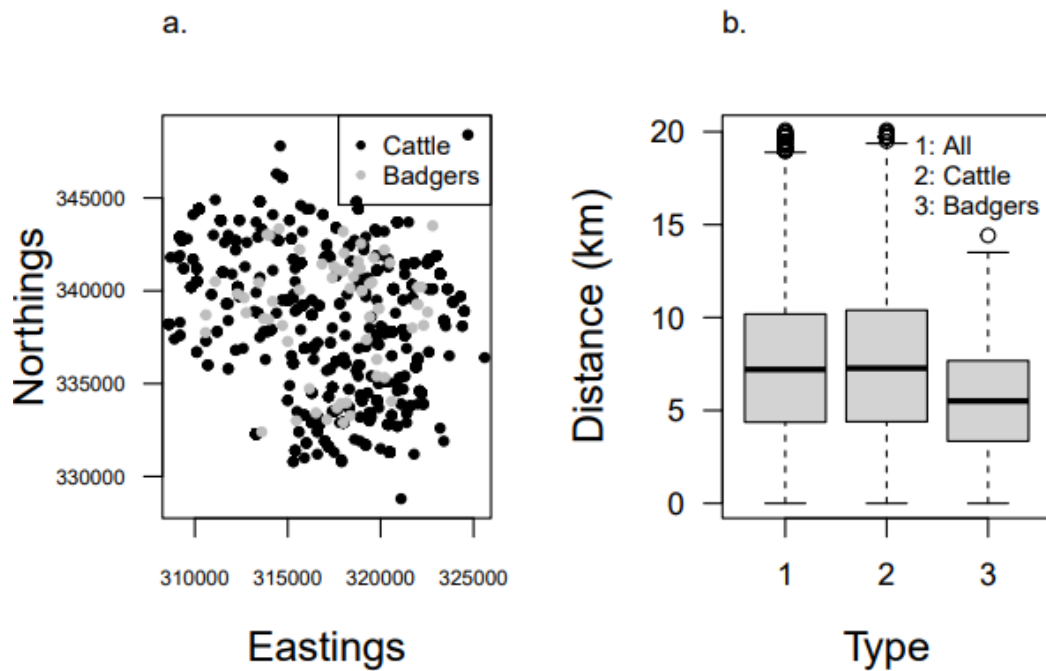 a.
Cattle
Badgers
345000
340000
335000
330000
Northings
310000 315000 320000 325000
Eastings
b.
1: All
2: Cattle
3: Badgers
20
15
10
5
0
Distance (km)
1 2 3
Type